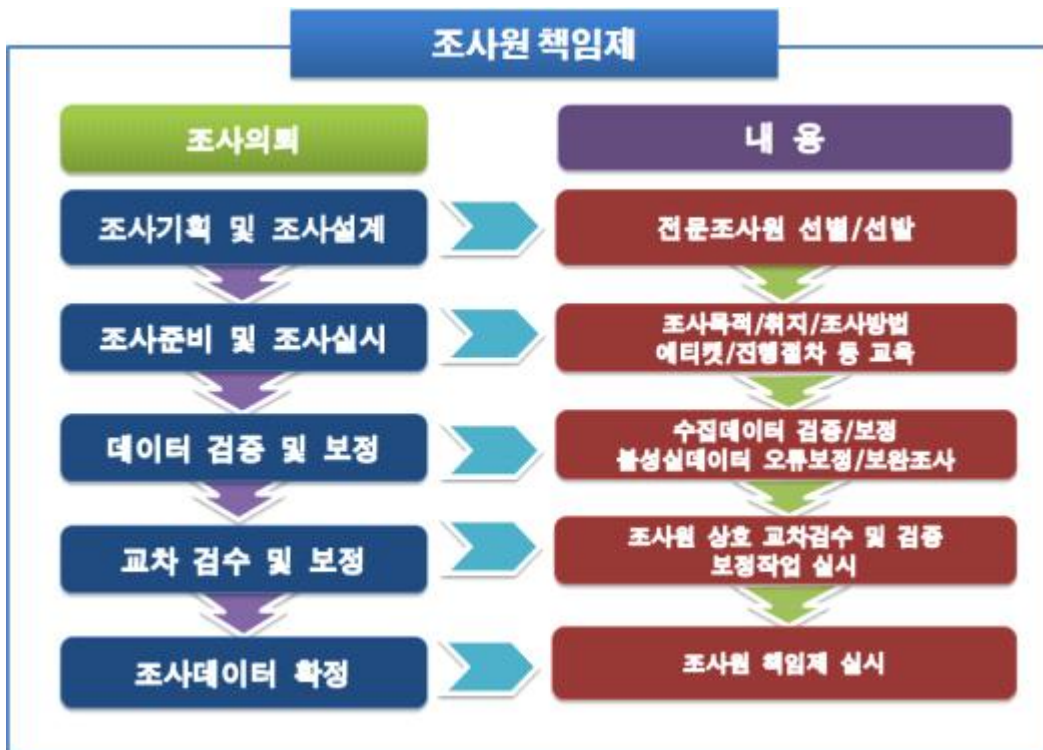 조사원 책임제
조사의뢰
내 용
조사기획 및 조사설계
전문조사원 선별/선발
조사준비 및 조사실시
조사목적/취지/조사방법
에티켓/진행절차 등 교육
데이터 검증 및 보정
수집데이터 검증/보정
불성실데이터 오류보정/보완조사
교차 검수 및 보정
조사원 상호 교차검수 및 검증
보정작업 실시
조사데이터 확정
조사원 책임제 실시